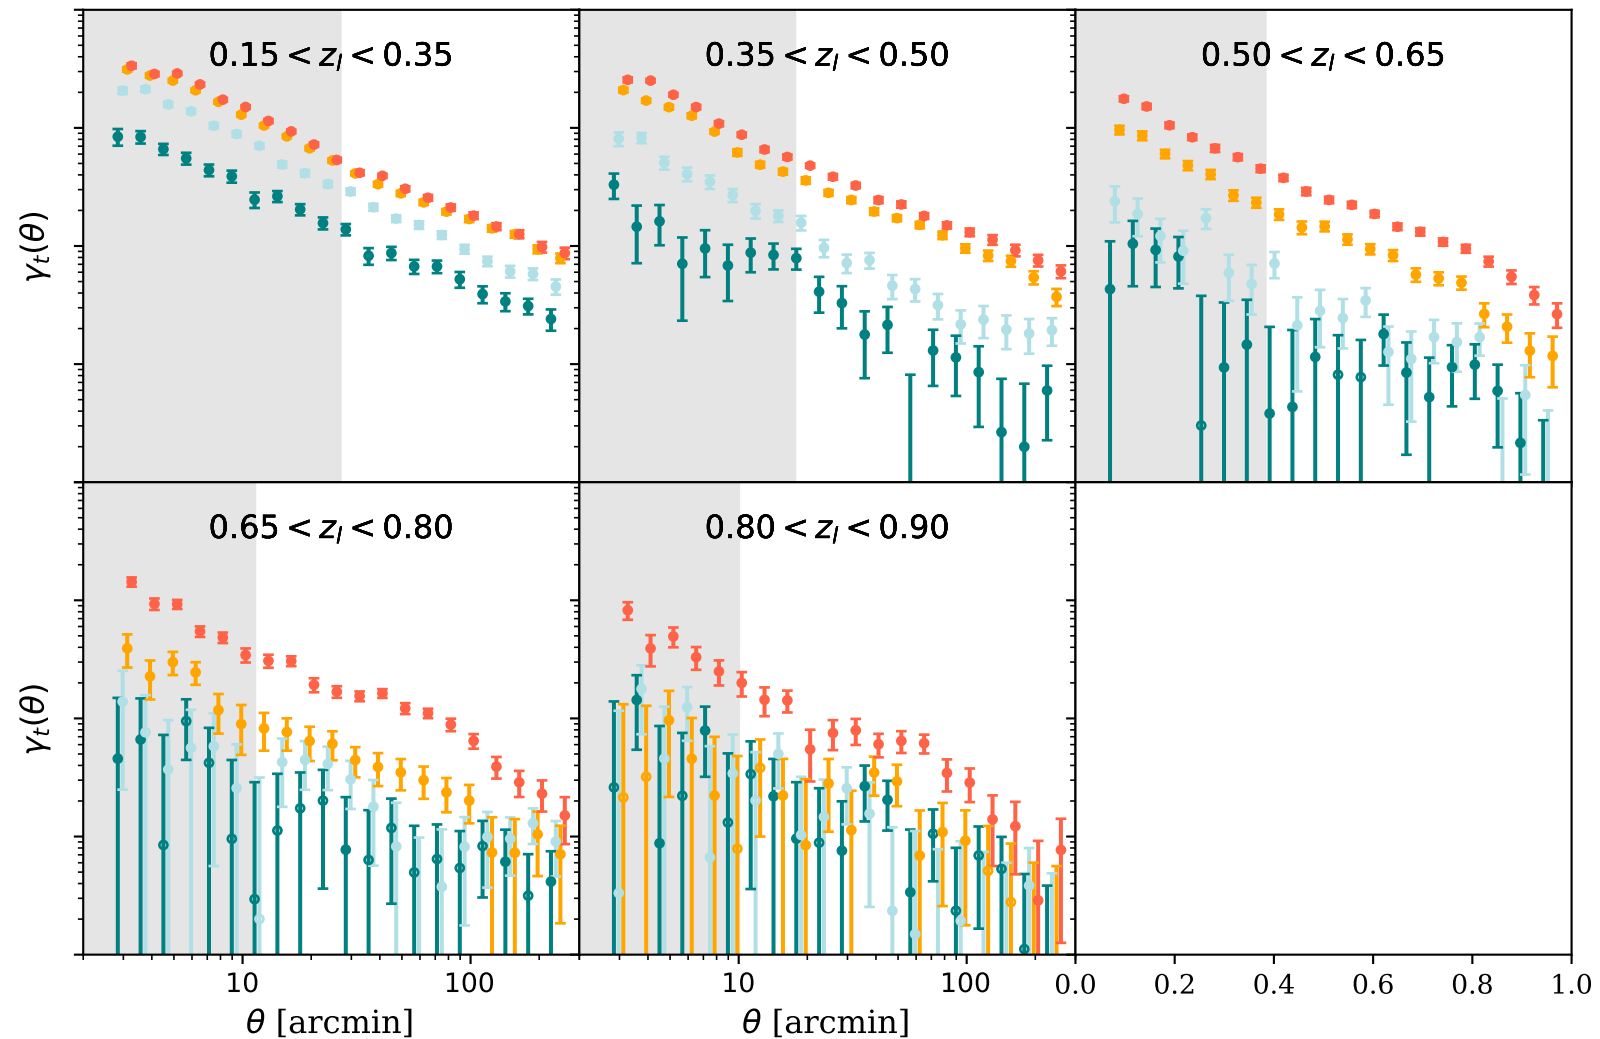 0.15 < z_l < 0.35
0.35 < z_l < 0.50
0.50 < z_l < 0.65
γ_t(θ)
0.65 < z_l < 0.80
0.80 < z_l < 0.90
γ_t(θ)
10 100 10 100 0.0 0.2 0.4 0.6 0.8 1.0
θ [arcmin] θ [arcmin]